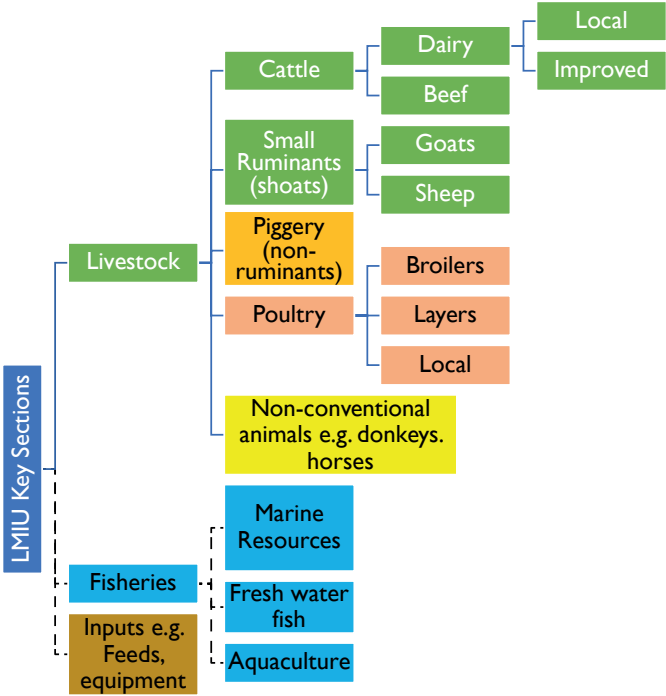 LMIU Key Sections
Livestock
Cattle
Dairy
Local
Improved
Beef
Small
Ruminants
(shoats)
Goats
Sheep
Piggery
(non-
ruminants)
Poultry
Broilers
Layers
Local
Non-conventional
animals e.g. donkeys.
horses
Fisheries
Marine
Resources
Fresh water
fish
Aquaculture
Inputs e.g.
Feeds,
equipment